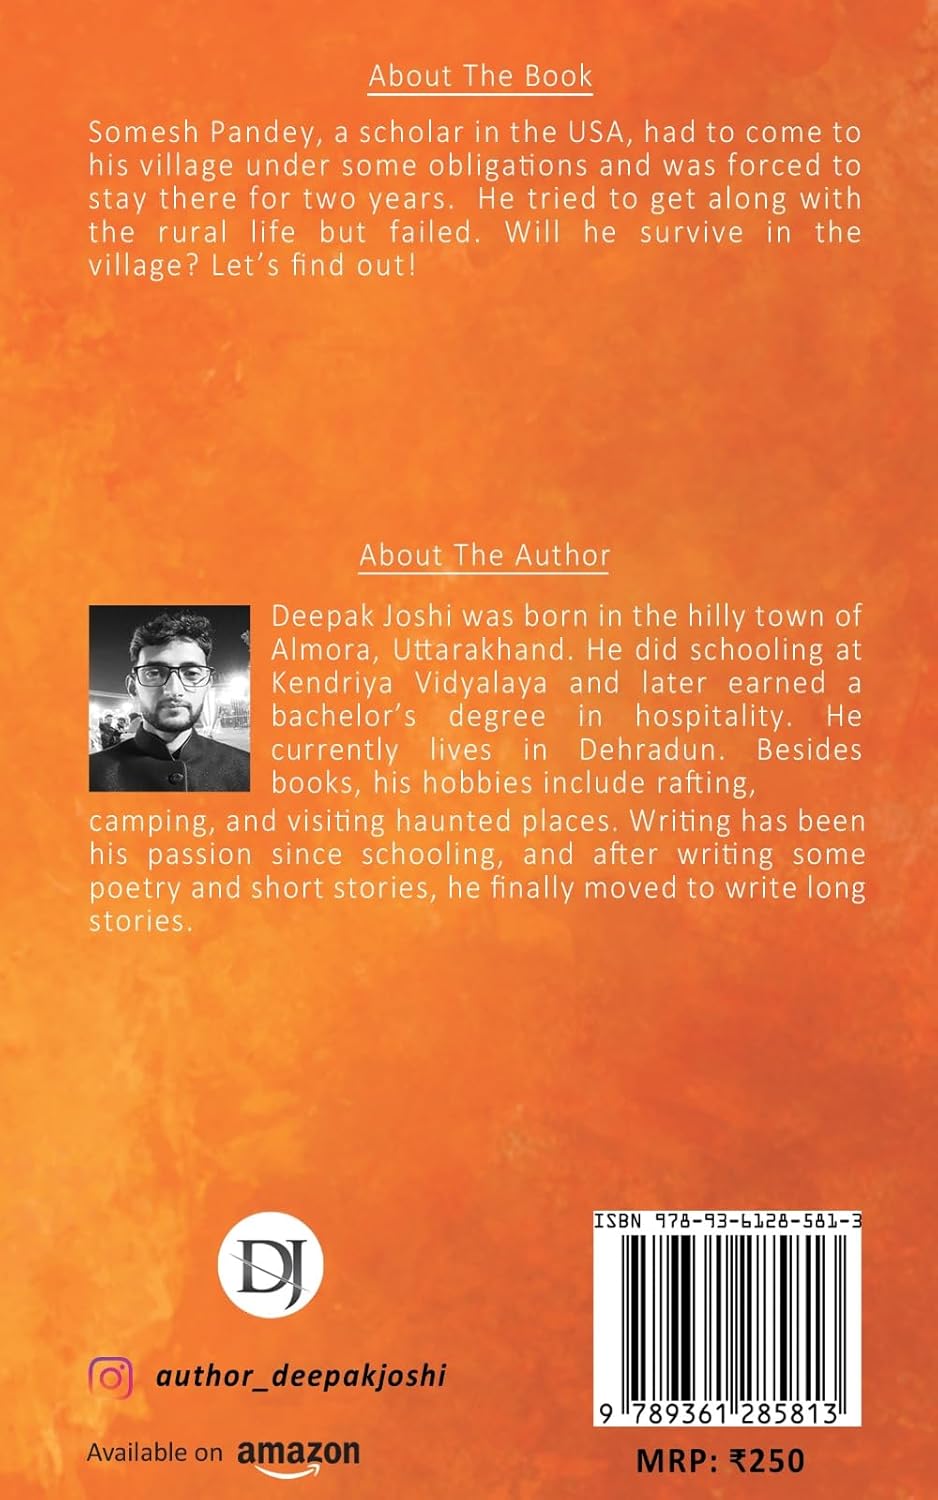 About The Book
Somesh Pandey, a scholar in the USA, had to come to
his village under some obligations and was forced to
stay there for two years. He tried to get along with
the rural life but failed. Will he survive in the
village? Let's find out!
About The Author
Deepak Joshi was born in the hilly town of
Almora, Uttarakhand. He did schooling at
Kendriya Vidyalaya and later earned a
bachelor's degree in hospitality. He
currently lives in Dehradun. Besides
books, his hobbies include rafting,
camping, and visiting haunted places. Writing has been
his passion since schooling, and after writing some
poetry and short stories, he finally moved to write long
stories.
DJ
author_deepakjoshi
Available on amazon
ISBN 978-93-6128-581-3
9 789361 285813
MRP: ₹250